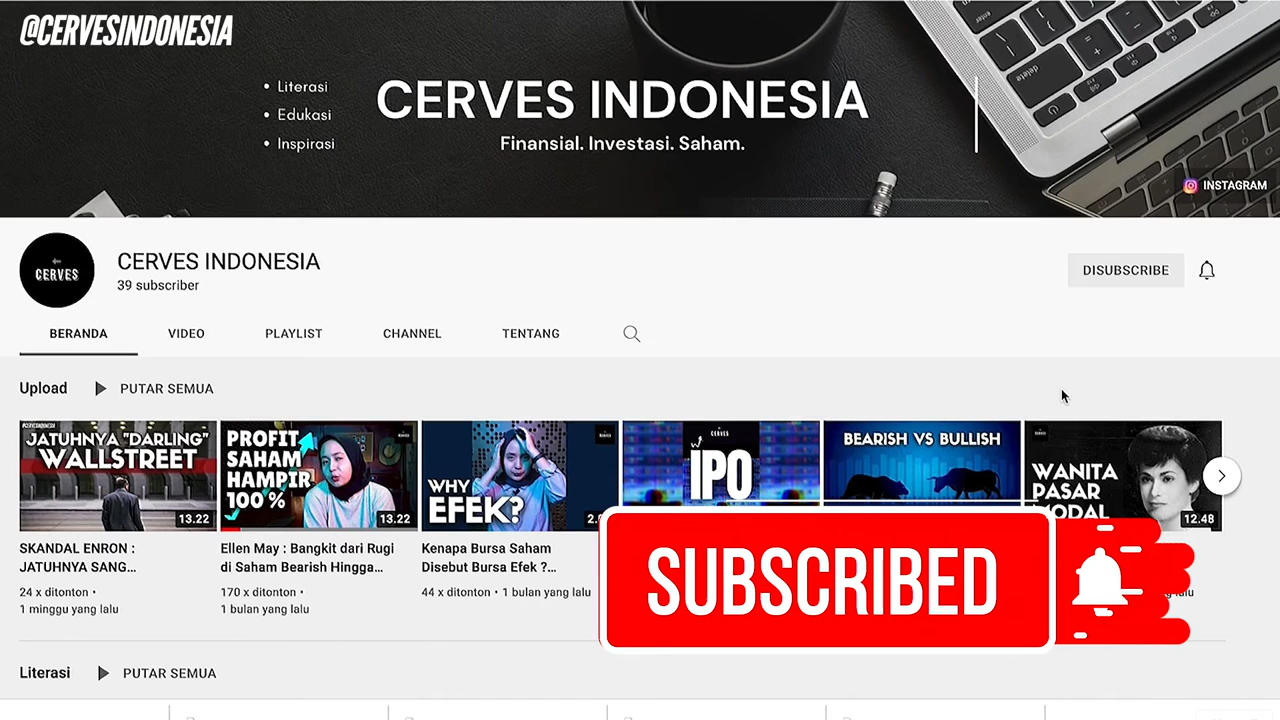 @CERVESINDONESIA
• Literasi
• Edukasi
• Inspirasi
CERVES INDONESIA
Finansial. Investasi. Saham.
INSTAGRAM
CERVES
CERVES INDONESIA
39 subscriber
DISUBSCRIBE
BERANDA
VIDEO
PLAYLIST
CHANNEL
TENTANG
Upload
PUTAR SEMUA
@CERVESINDONESIA
JATUHNYA "DARLING"
WALLSTREET
13.22
PROFIT
SAHAM
HAMPIR
100 %
13.22
WHY
EFEK?
CERVES
IPO
BEARISH VS BULLISH
WANITA
PASAR
MODAL
12.48
SKANDAL ENRON :
JATUHNYA SANG...
24 x ditonton •
1 minggu yang lalu
Ellen May : Bangkit dari Rugi
di Saham Bearish Hingga...
170 x ditonton •
1 bulan yang lalu
Kenapa Bursa Saham
Disebut Bursa Efek ?...
44 x ditonton • 1 bulan yang lalu
SUBSCRIBED
lalu
Literasi
PUTAR SEMUA